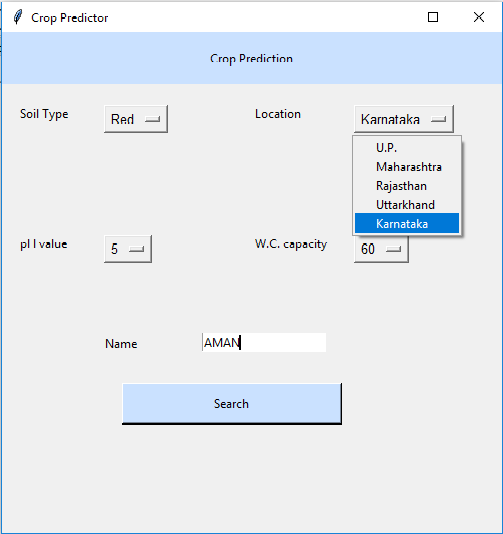 Crop Predictor
Crop Prediction
Soil Type Red Location Karnataka
U.P.
Maharashtra
Rajasthan
Uttarkhand
Karnataka
pH value 5 W.C. capacity 60
Name AMAN
Search